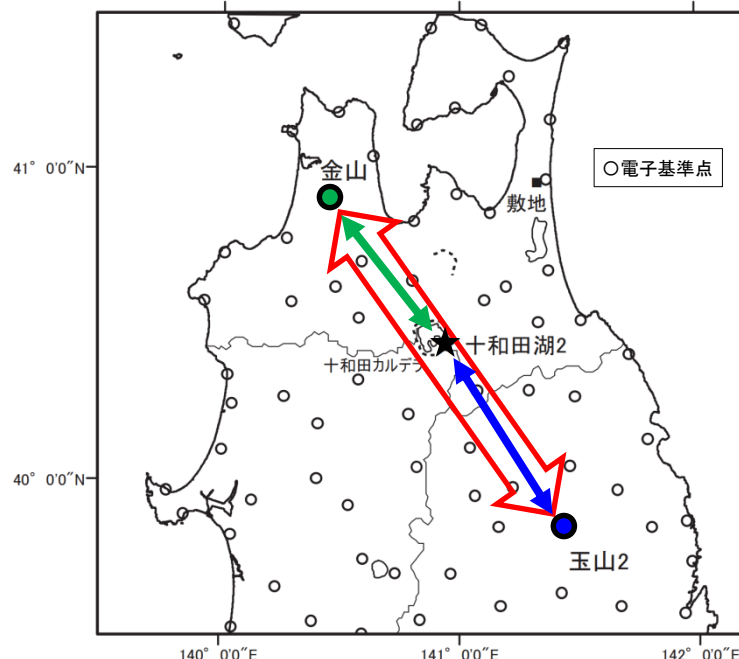 41° 0'0"N
金山
○電子基準点
敷地
十和田湖2
十和田カルデラ
40° 0'0"N
玉山2
140° 0'0"E
141° 0'0"E
142° 0'0"E